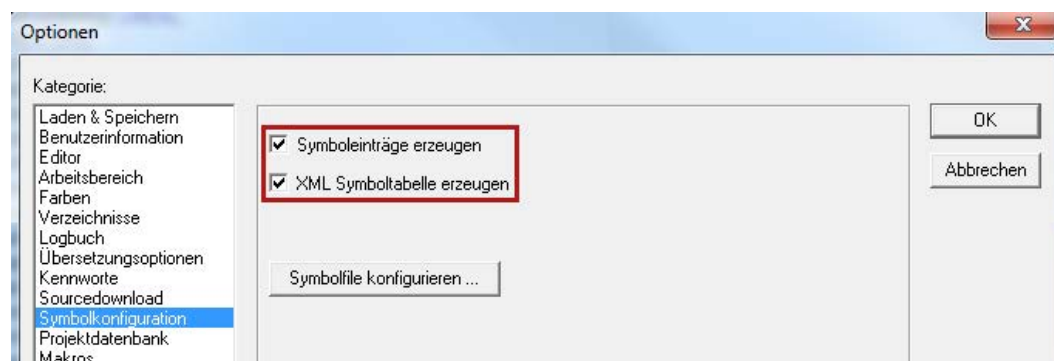 Optionen
Kategorie:
Laden & Speichern
Benutzerinformation
Editor
Arbeitsbereich
Farben
Verzeichnisse
Logbuch
Übersetzungsoptionen
Kennworte
Sourcedownload
Symbolkonfiguration
Projektdatenbank
Makros
Symboleinträge erzeugen
XML Symboltabelle erzeugen
Symbolfile konfigurieren ...
OK
Abbrechen